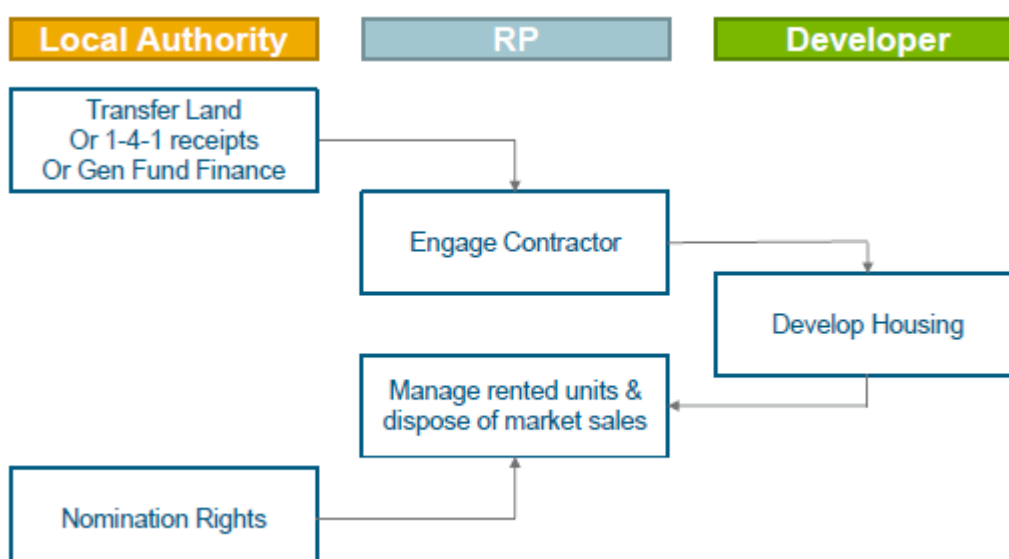 Local Authority
RP
Developer
Transfer Land
Or 1-4-1 receipts
Or Gen Fund Finance
Engage Contractor
Develop Housing
Manage rented units &
dispose of market sales
Nomination Rights